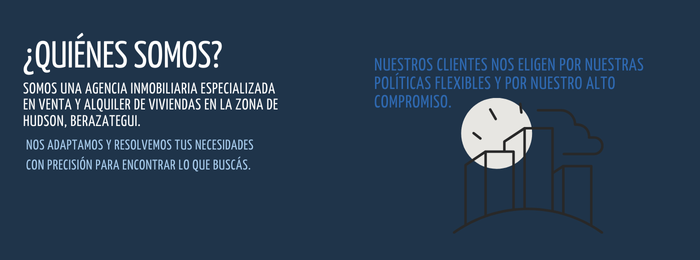 ¿QUIÉNES SOMOS?
SOMOS UNA AGENCIA INMOBILIARIA ESPECIALIZADA
EN VENTA Y ALQUILER DE VIVIENDAS EN LA ZONA DE
HUDSON, BERAZATEGUI.
NOS ADAPTAMOS Y RESOLVEMOS TUS NECESIDADES
CON PRECISIÓN PARA ENCONTRAR LO QUE BUSCÁS.
NUESTROS CLIENTES NOS ELIGEN POR NUESTRAS
POLÍTICAS FLEXIBLES Y POR NUESTRO ALTO
COMPROMISO.